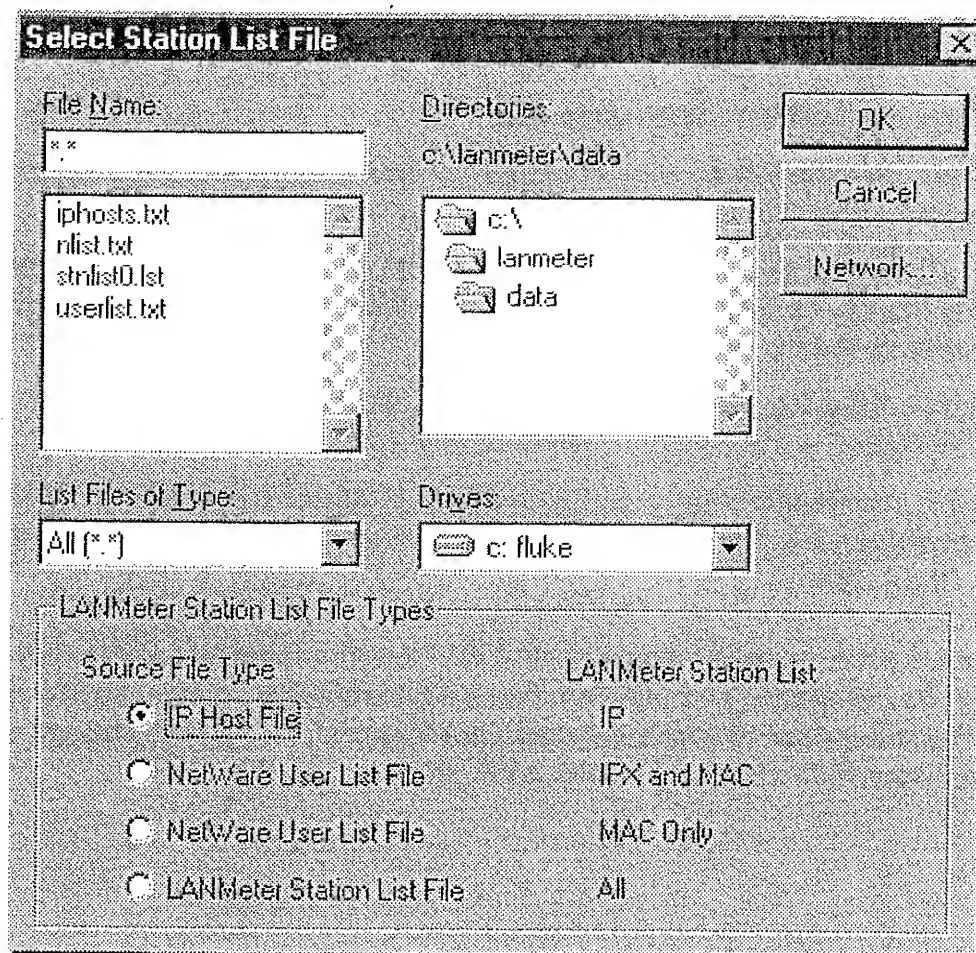 Select Station List File
File Name:
*.*
iphosts.txt
nlist.txt
stnlist0.lst
userlist.txt
Directories:
c:\lanmeter\data
c:\
lanmeter
data
OK
Cancel
Network...
List Files of Type:
All (*.*)
Drives:
c: fluke
LANMeter Station List File Types
Source File Type LANMeter Station List
IP Host File IP
NetWare User List File IPX and MAC
NetWare User List File MAC Only
LANMeter Station List File All